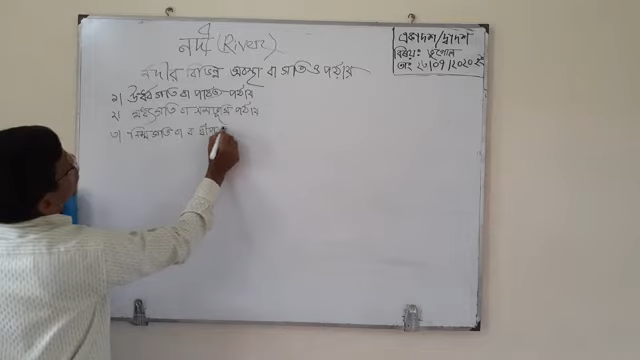 নদী (River)
একাদশ/দ্বাদশ
বিষয়: ভূগোল
তাং ২৬/০৭/২০২০ ইং
নদীর বিভিন্ন অবস্থা বা গতি ও পর্যায়
১। ঊর্ধ্বগতি বা পার্বত্য পর্যায়
২। মধ্যগতি বা সমভূমি পর্যায়
৩। নিম্নগতি বা ব দ্বীপ